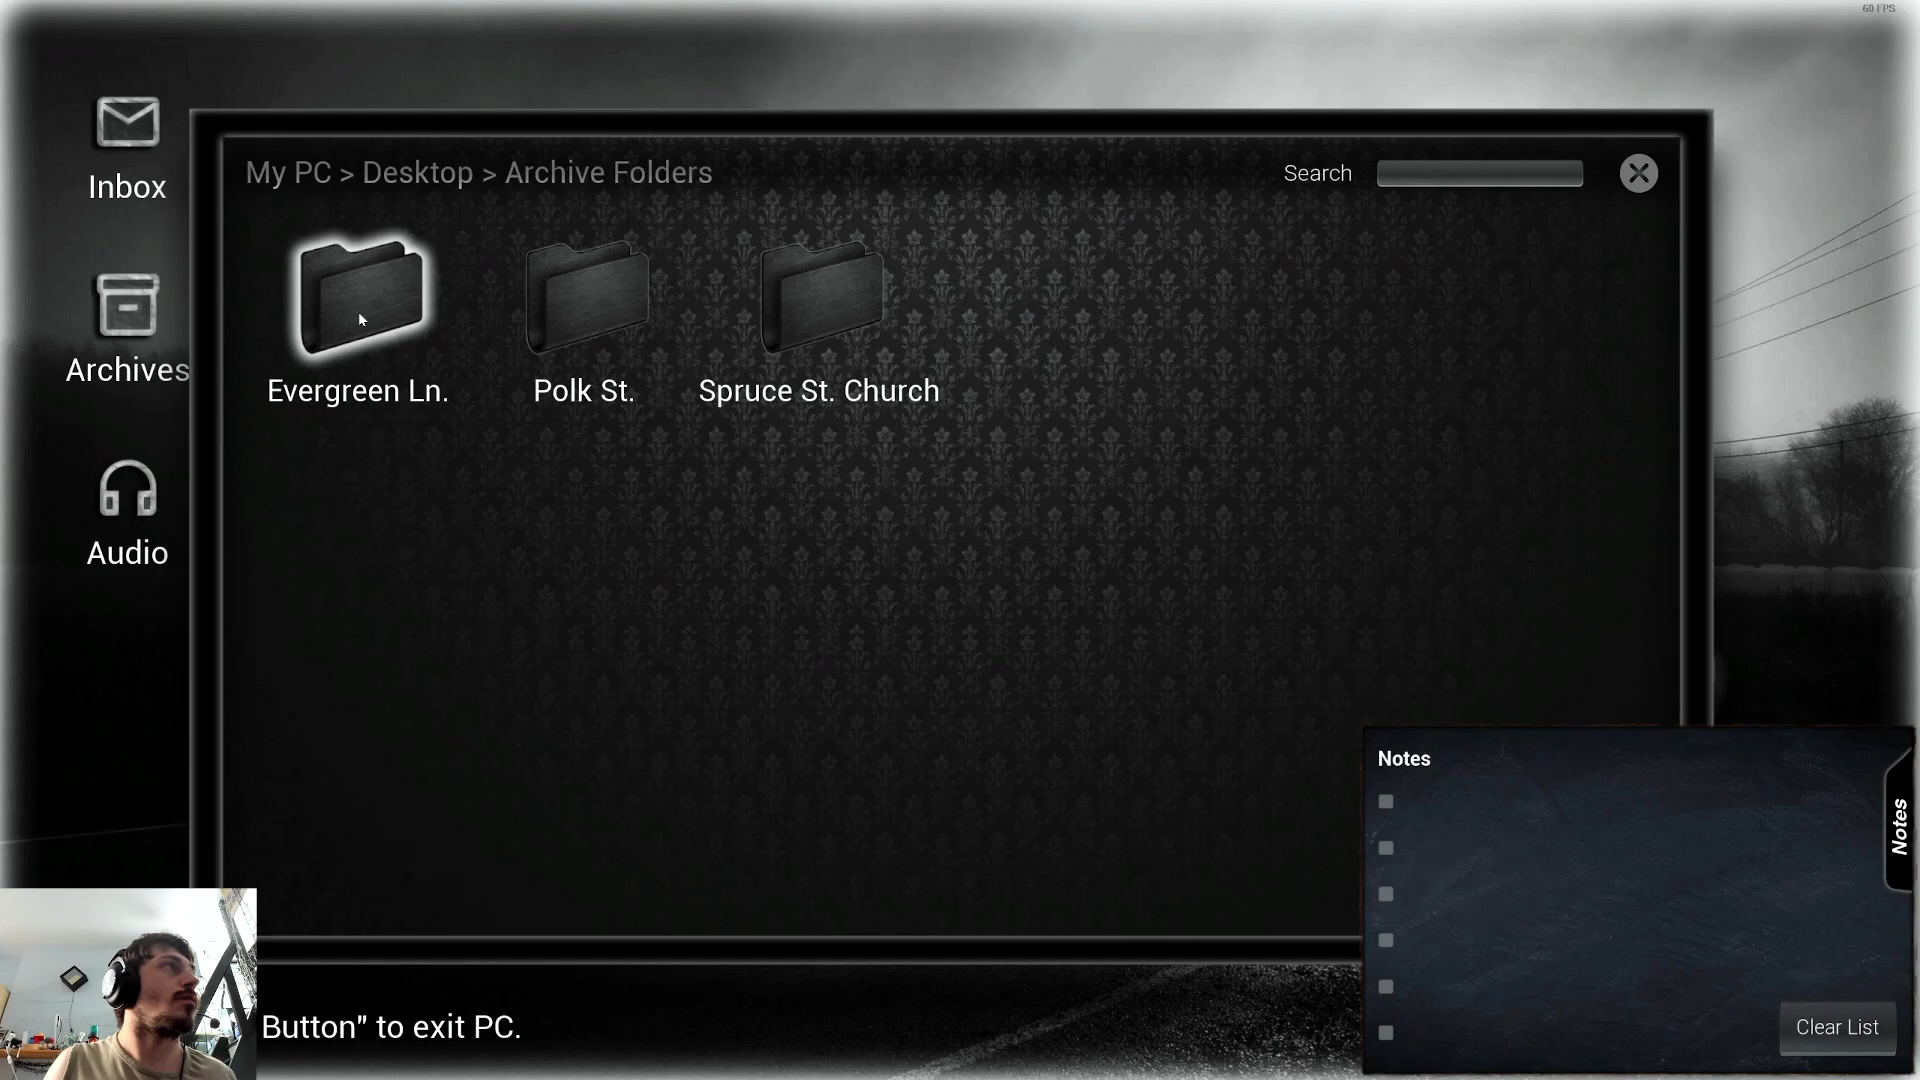 60 FPS
Inbox
Archives
Audio
My PC > Desktop > Archive Folders
Search
Evergreen Ln.
Polk St.
Spruce St. Church
Notes
Notes
Clear List
Button" to exit PC.